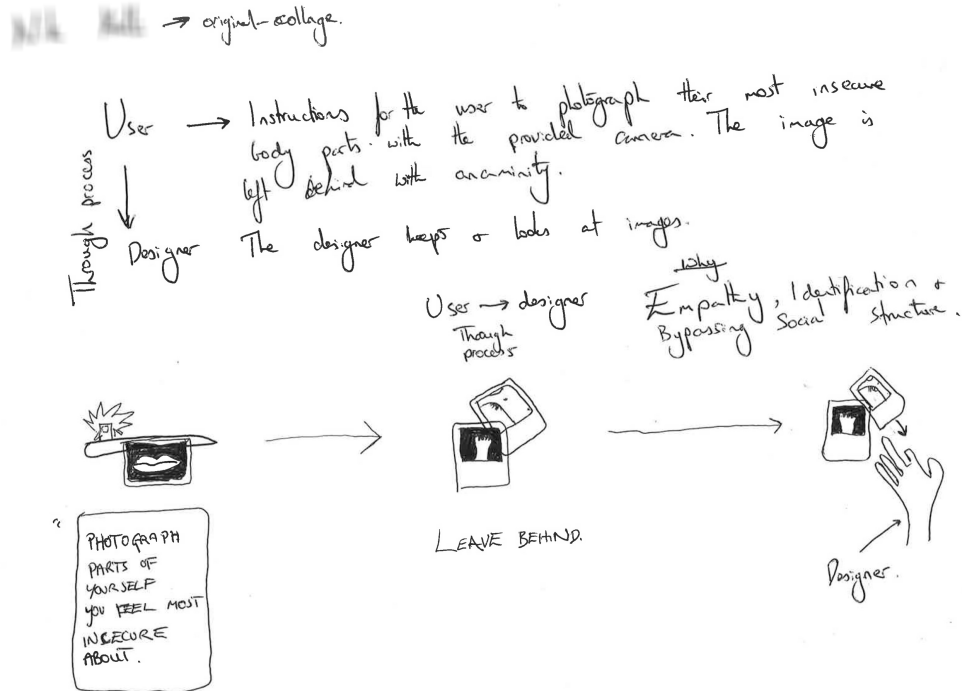 → original-collage.
User → Instructions for the user to photograph their most insecure
body parts. with the provided camera. The image is
left behind with anaminity.
Through process
Designer The designer keeps & looks at images.
User → designer
Though
process
Why
Empathy, Identification &
Bypassing Social Structure.
PHOTOGRAPH
PARTS OF
YOURSELF
YOU FEEL MOST
INSECURE
ABOUT.
LEAVE BEHIND.
Designer.